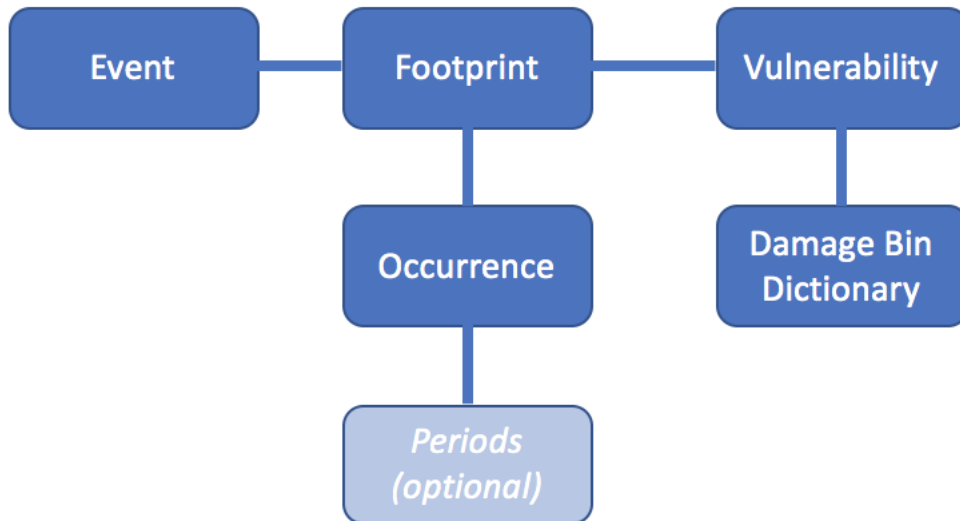 Event
Footprint
Vulnerability
Occurrence
Damage Bin
Dictionary
Periods
(optional)